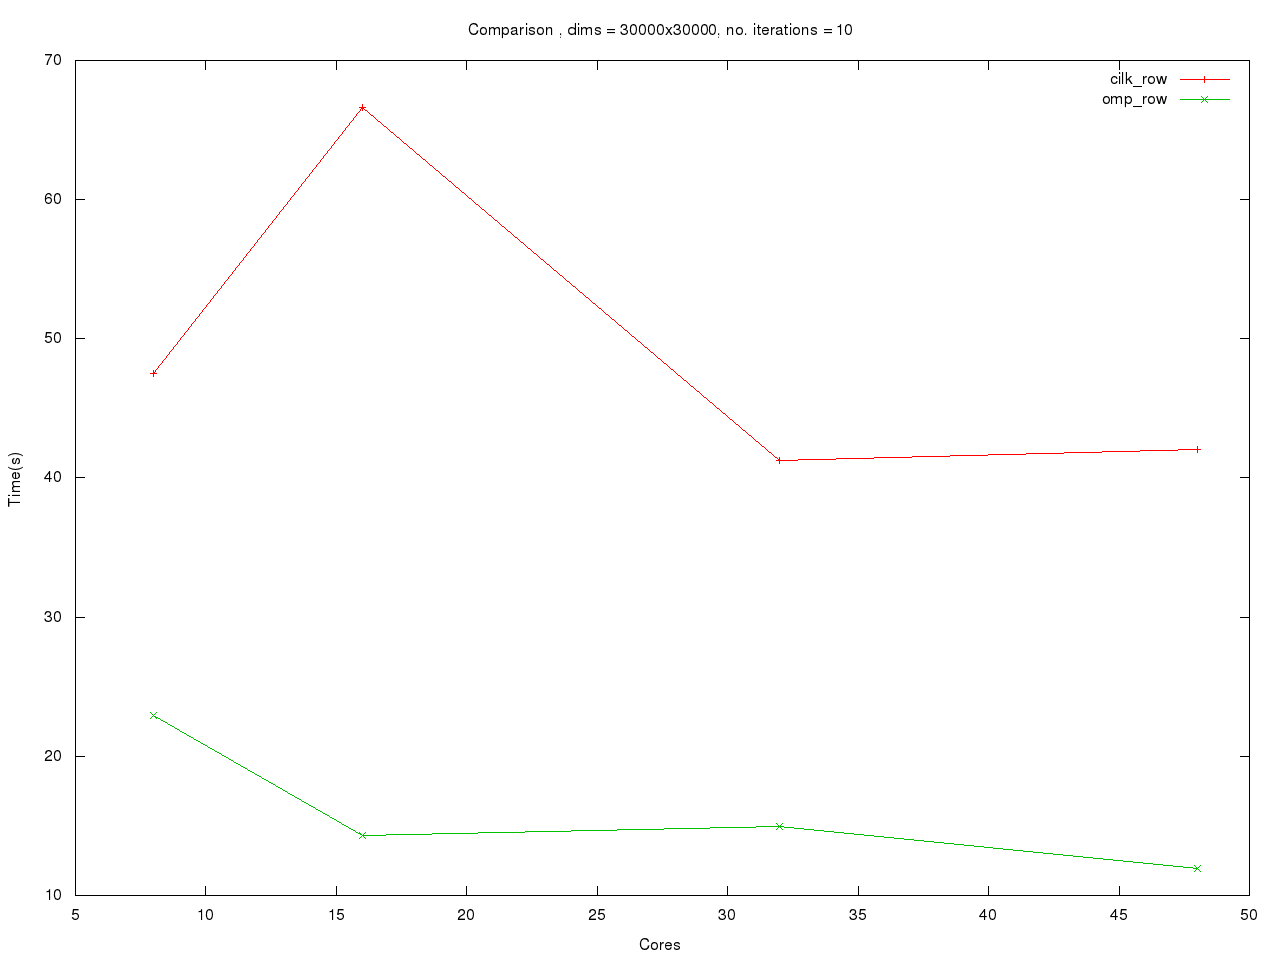 Comparison , dims = 30000x30000, no. iterations = 10
70
60
50
40
30
20
10
Time(s)
cilk_row
omp_row
5 10 15 20 25 30 35 40 45 50
Cores